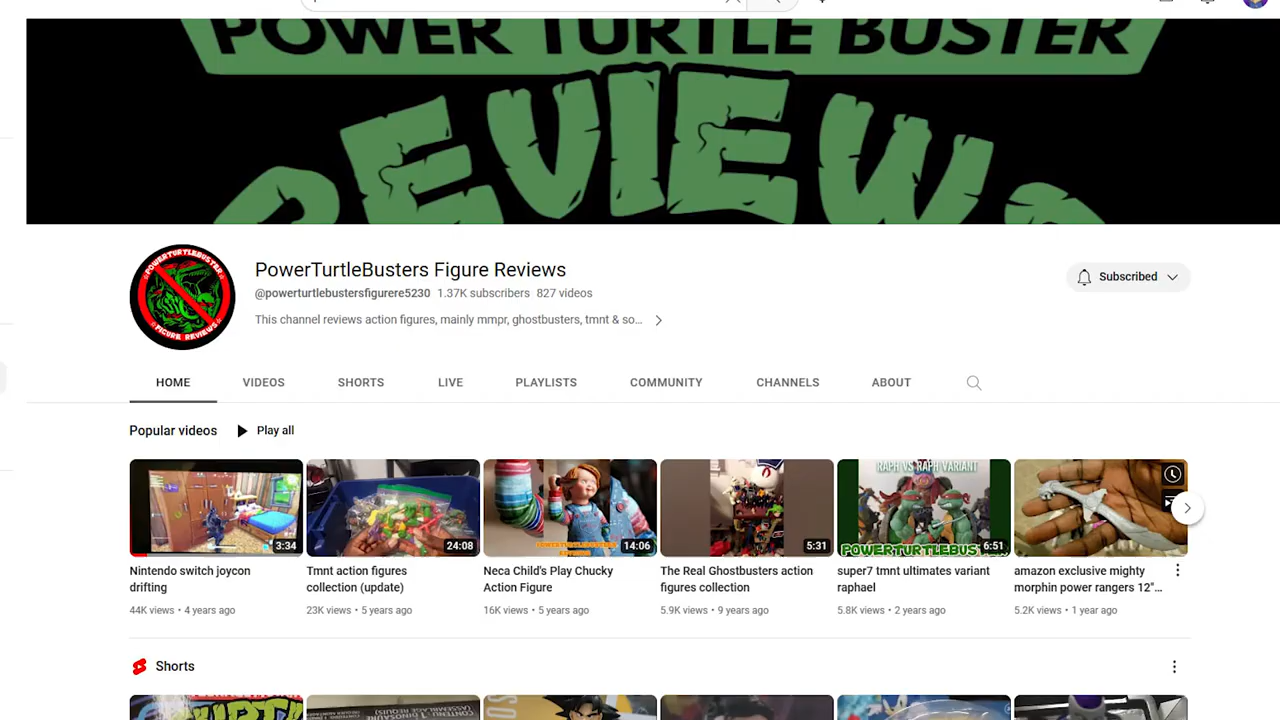 POWER TURTLE BUSTER
REVIEWS
POWERTURTLEBUSTER
FIGURE REVIEWS
PowerTurtleBusters Figure Reviews
@powerturtlebustersfigurere5230 1.37K subscribers 827 videos
This channel reviews action figures, mainly mmpr, ghostbusters, tmnt & so...
Subscribed
HOME VIDEOS SHORTS LIVE PLAYLISTS COMMUNITY CHANNELS ABOUT
Popular videos Play all
RAPH VS RAPH VARIANT
POWERTURTLEBUST
3:34 24:08 14:06 5:31 6:51
Nintendo switch joycon drifting
44K views • 4 years ago
Tmnt action figures collection (update)
23K views • 5 years ago
Neca Child's Play Chucky Action Figure
16K views • 5 years ago
The Real Ghostbusters action figures collection
5.9K views • 9 years ago
super7 tmnt ultimates variant raphael
5.8K views • 2 years ago
amazon exclusive mighty morphin power rangers 12"...
5.2K views • 1 year ago
Shorts